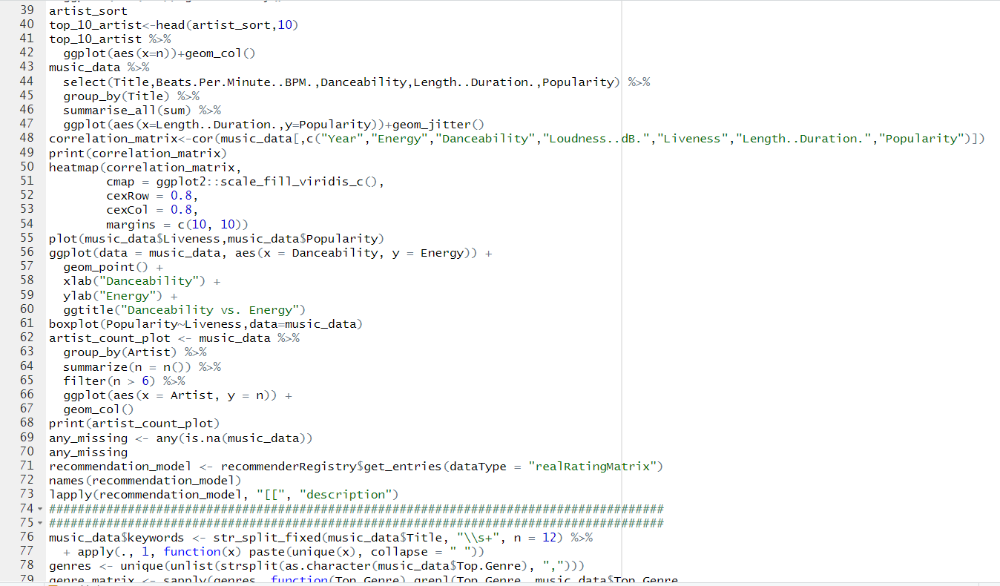 39 artist_sort
40 top_10_artist<-head(artist_sort,10)
41 top_10_artist %>%
42   ggplot(aes(x=n))+geom_col()
43 music_data %>%
44   select(Title,Beats.Per.Minute..BPM.,Danceability,Length..Duration.,Popularity) %>%
45   group_by(Title) %>%
46   summarise_all(sum) %>%
47   ggplot(aes(x=Length..Duration.,y=Popularity))+geom_jitter()
48 correlation_matrix<-cor(music_data[,c("Year","Energy","Danceability","Loudness..dB.","Liveness","Length..Duration.","Popularity")])
49 print(correlation_matrix)
50 heatmap(correlation_matrix,
51         cmap = ggplot2::scale_fill_viridis_c(),
52         cexRow = 0.8,
53         cexCol = 0.8,
54         margins = c(10, 10))
55 plot(music_data$Liveness,music_data$Popularity)
56 ggplot(data = music_data, aes(x = Danceability, y = Energy)) +
57   geom_point() +
58   xlab("Danceability") +
59   ylab("Energy") +
60   ggtitle("Danceability vs. Energy")
61 boxplot(Popularity~Liveness,data=music_data)
62 artist_count_plot <- music_data %>%
63   group_by(Artist) %>%
64   summarize(n = n()) %>%
65   filter(n > 6) %>%
66   ggplot(aes(x = Artist, y = n)) +
67   geom_col()
68 print(artist_count_plot)
69 any_missing <- any(is.na(music_data))
70 any_missing
71 recommendation_model <- recommenderRegistry$get_entries(dataType = "realRatingMatrix")
72 names(recommendation_model)
73 lapply(recommendation_model, "[[", "description")
74 ######################################################################################
75 ######################################################################################
76 music_data$keywords <- str_split_fixed(music_data$Title, "\\s+", n = 12) %>%
77   + apply(., 1, function(x) paste(unique(x), collapse = " "))
78 genres <- unique(unlist(strsplit(as.character(music_data$Top.Genre), ",")))
79 genre_matrix <- sapply(genres, function(Top.Genre) grepl(Top.Genre, music_data$Top.Genre